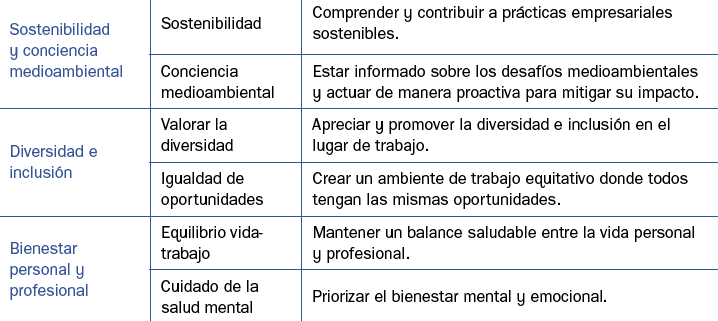 Sostenibilidad
y conciencia
medioambiental
Sostenibilidad
Comprender y contribuir a prácticas empresariales
sostenibles.
Conciencia
medioambiental
Estar informado sobre los desafíos medioambientales
y actuar de manera proactiva para mitigar su impacto.
Diversidad e
inclusión
Valorar la
diversidad
Apreciar y promover la diversidad e inclusión en el
lugar de trabajo.
Igualdad de
oportunidades
Crear un ambiente de trabajo equitativo donde todos
tengan las mismas oportunidades.
Bienestar
personal y
profesional
Equilibrio vida-
trabajo
Mantener un balance saludable entre la vida personal
y profesional.
Cuidado de la
salud mental
Priorizar el bienestar mental y emocional.